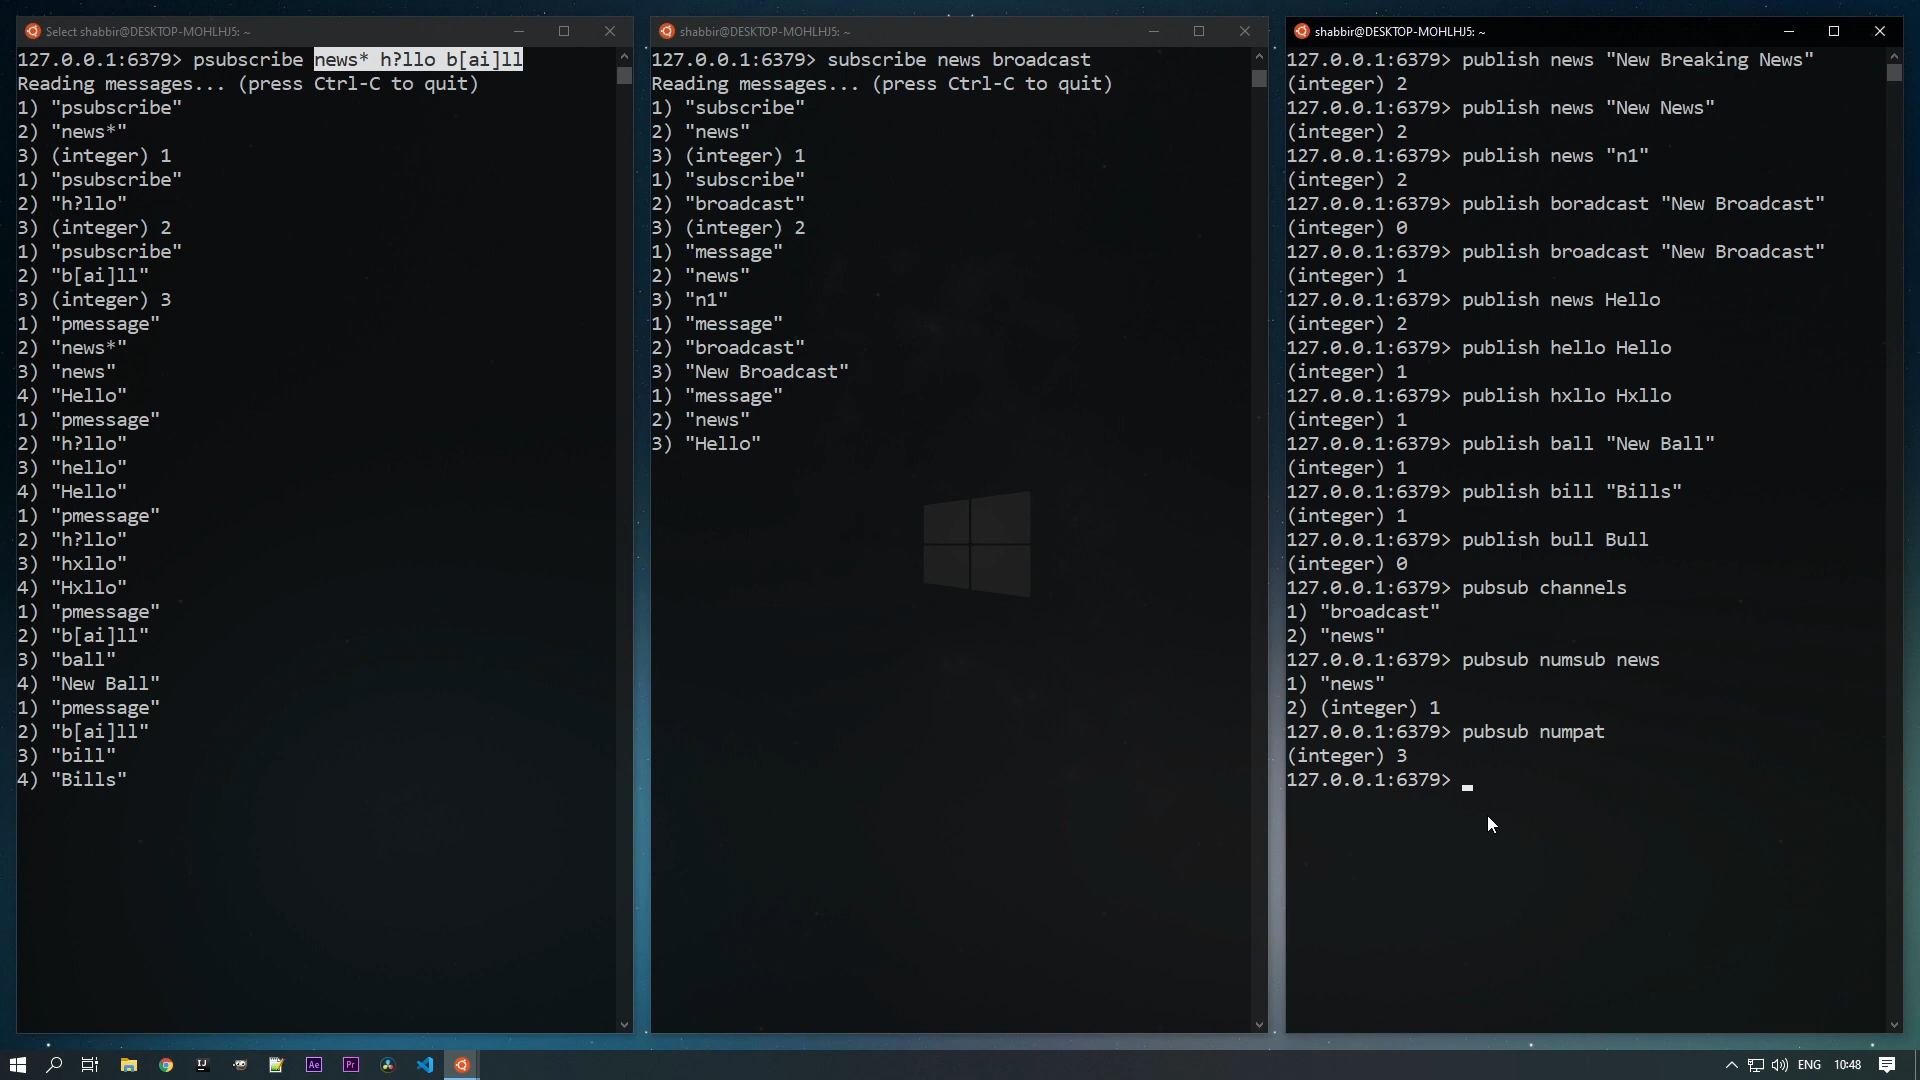 Select shabbir@DESKTOP-MOHLHJ5: ~
127.0.0.1:6379> psubscribe news* h?llo b[ai]ll
Reading messages... (press Ctrl-C to quit)
1) "psubscribe"
2) "news*"
3) (integer) 1
1) "psubscribe"
2) "h?llo"
3) (integer) 2
1) "psubscribe"
2) "b[ai]ll"
3) (integer) 3
1) "pmessage"
2) "news*"
3) "news"
4) "Hello"
1) "pmessage"
2) "h?llo"
3) "hello"
4) "Hello"
1) "pmessage"
2) "h?llo"
3) "hxllo"
4) "Hxllo"
1) "pmessage"
2) "b[ai]ll"
3) "ball"
4) "New Ball"
1) "pmessage"
2) "b[ai]ll"
3) "bill"
4) "Bills"
shabbir@DESKTOP-MOHLHJ5: ~
127.0.0.1:6379> subscribe news broadcast
Reading messages... (press Ctrl-C to quit)
1) "subscribe"
2) "news"
3) (integer) 1
1) "subscribe"
2) "broadcast"
3) (integer) 2
1) "message"
2) "news"
3) "n1"
1) "message"
2) "broadcast"
3) "New Broadcast"
1) "message"
2) "news"
3) "Hello"
shabbir@DESKTOP-MOHLHJ5: ~
127.0.0.1:6379> publish news "New Breaking News"
(integer) 2
127.0.0.1:6379> publish news "New News"
(integer) 2
127.0.0.1:6379> publish news "n1"
(integer) 2
127.0.0.1:6379> publish boradcast "New Broadcast"
(integer) 0
127.0.0.1:6379> publish broadcast "New Broadcast"
(integer) 1
127.0.0.1:6379> publish news Hello
(integer) 2
127.0.0.1:6379> publish hello Hello
(integer) 1
127.0.0.1:6379> publish hxllo Hxllo
(integer) 1
127.0.0.1:6379> publish ball "New Ball"
(integer) 1
127.0.0.1:6379> publish bill "Bills"
(integer) 1
127.0.0.1:6379> publish bull Bull
(integer) 0
127.0.0.1:6379> pubsub channels
1) "broadcast"
2) "news"
127.0.0.1:6379> pubsub numsub news
1) "news"
2) (integer) 1
127.0.0.1:6379> pubsub numpat
(integer) 3
127.0.0.1:6379>
IJ
Ae
Pr
ENG
10:48